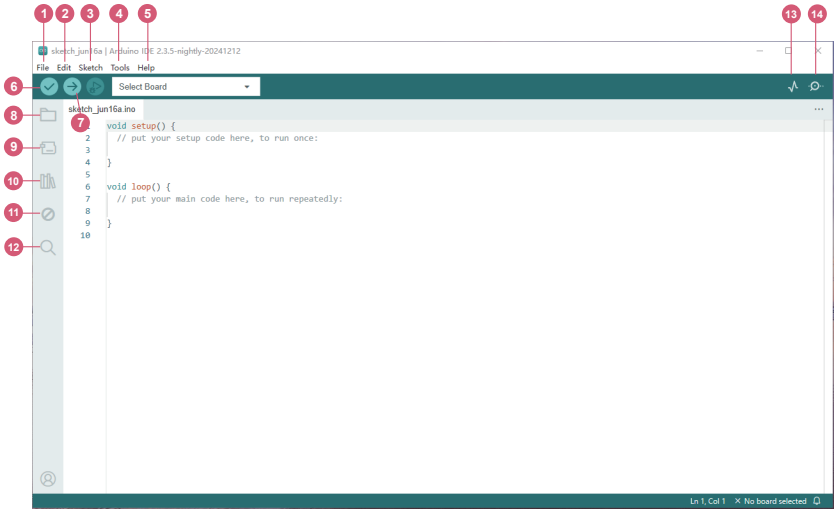 1 2 3 4 5 13 14
sketch_jun16a | Arduino IDE 2.3.5-nightly-20241212
File Edit Sketch Tools Help
6 Select Board
8 sketch_jun16a.ino
7
1 void setup() {
2 // put your setup code here, to run once:
3
9 4 }
5
10 6 void loop() {
7 // put your main code here, to run repeatedly:
11 8
9 }
10
12
Ln 1, Col 1 × No board selected